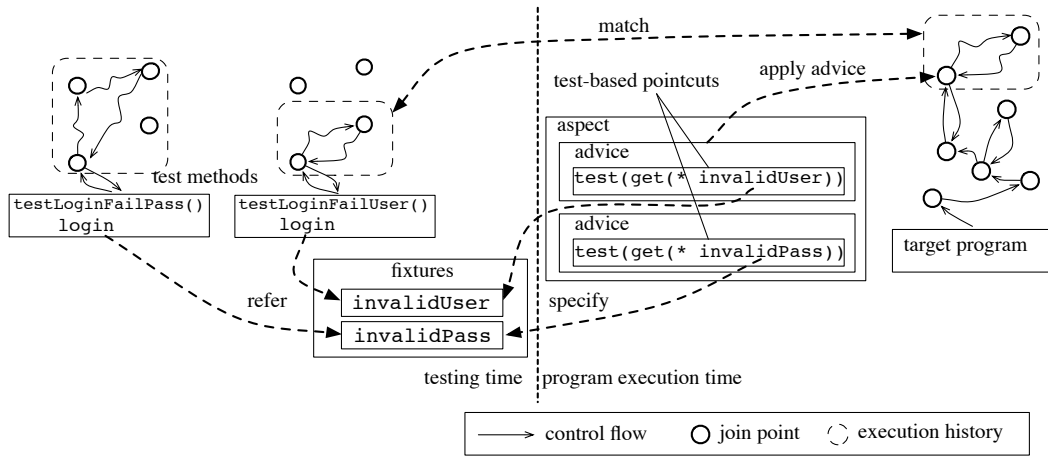 match
apply advice
test-based pointcuts
aspect
advice
test(get(* invalidUser))
advice
test(get(* invalidPass))
test methods
testLoginFailPass()
login
testLoginFailUser()
login
target program
fixtures
invalidUser
invalidPass
refer
specify
testing time
program execution time
control flow
join point
execution history